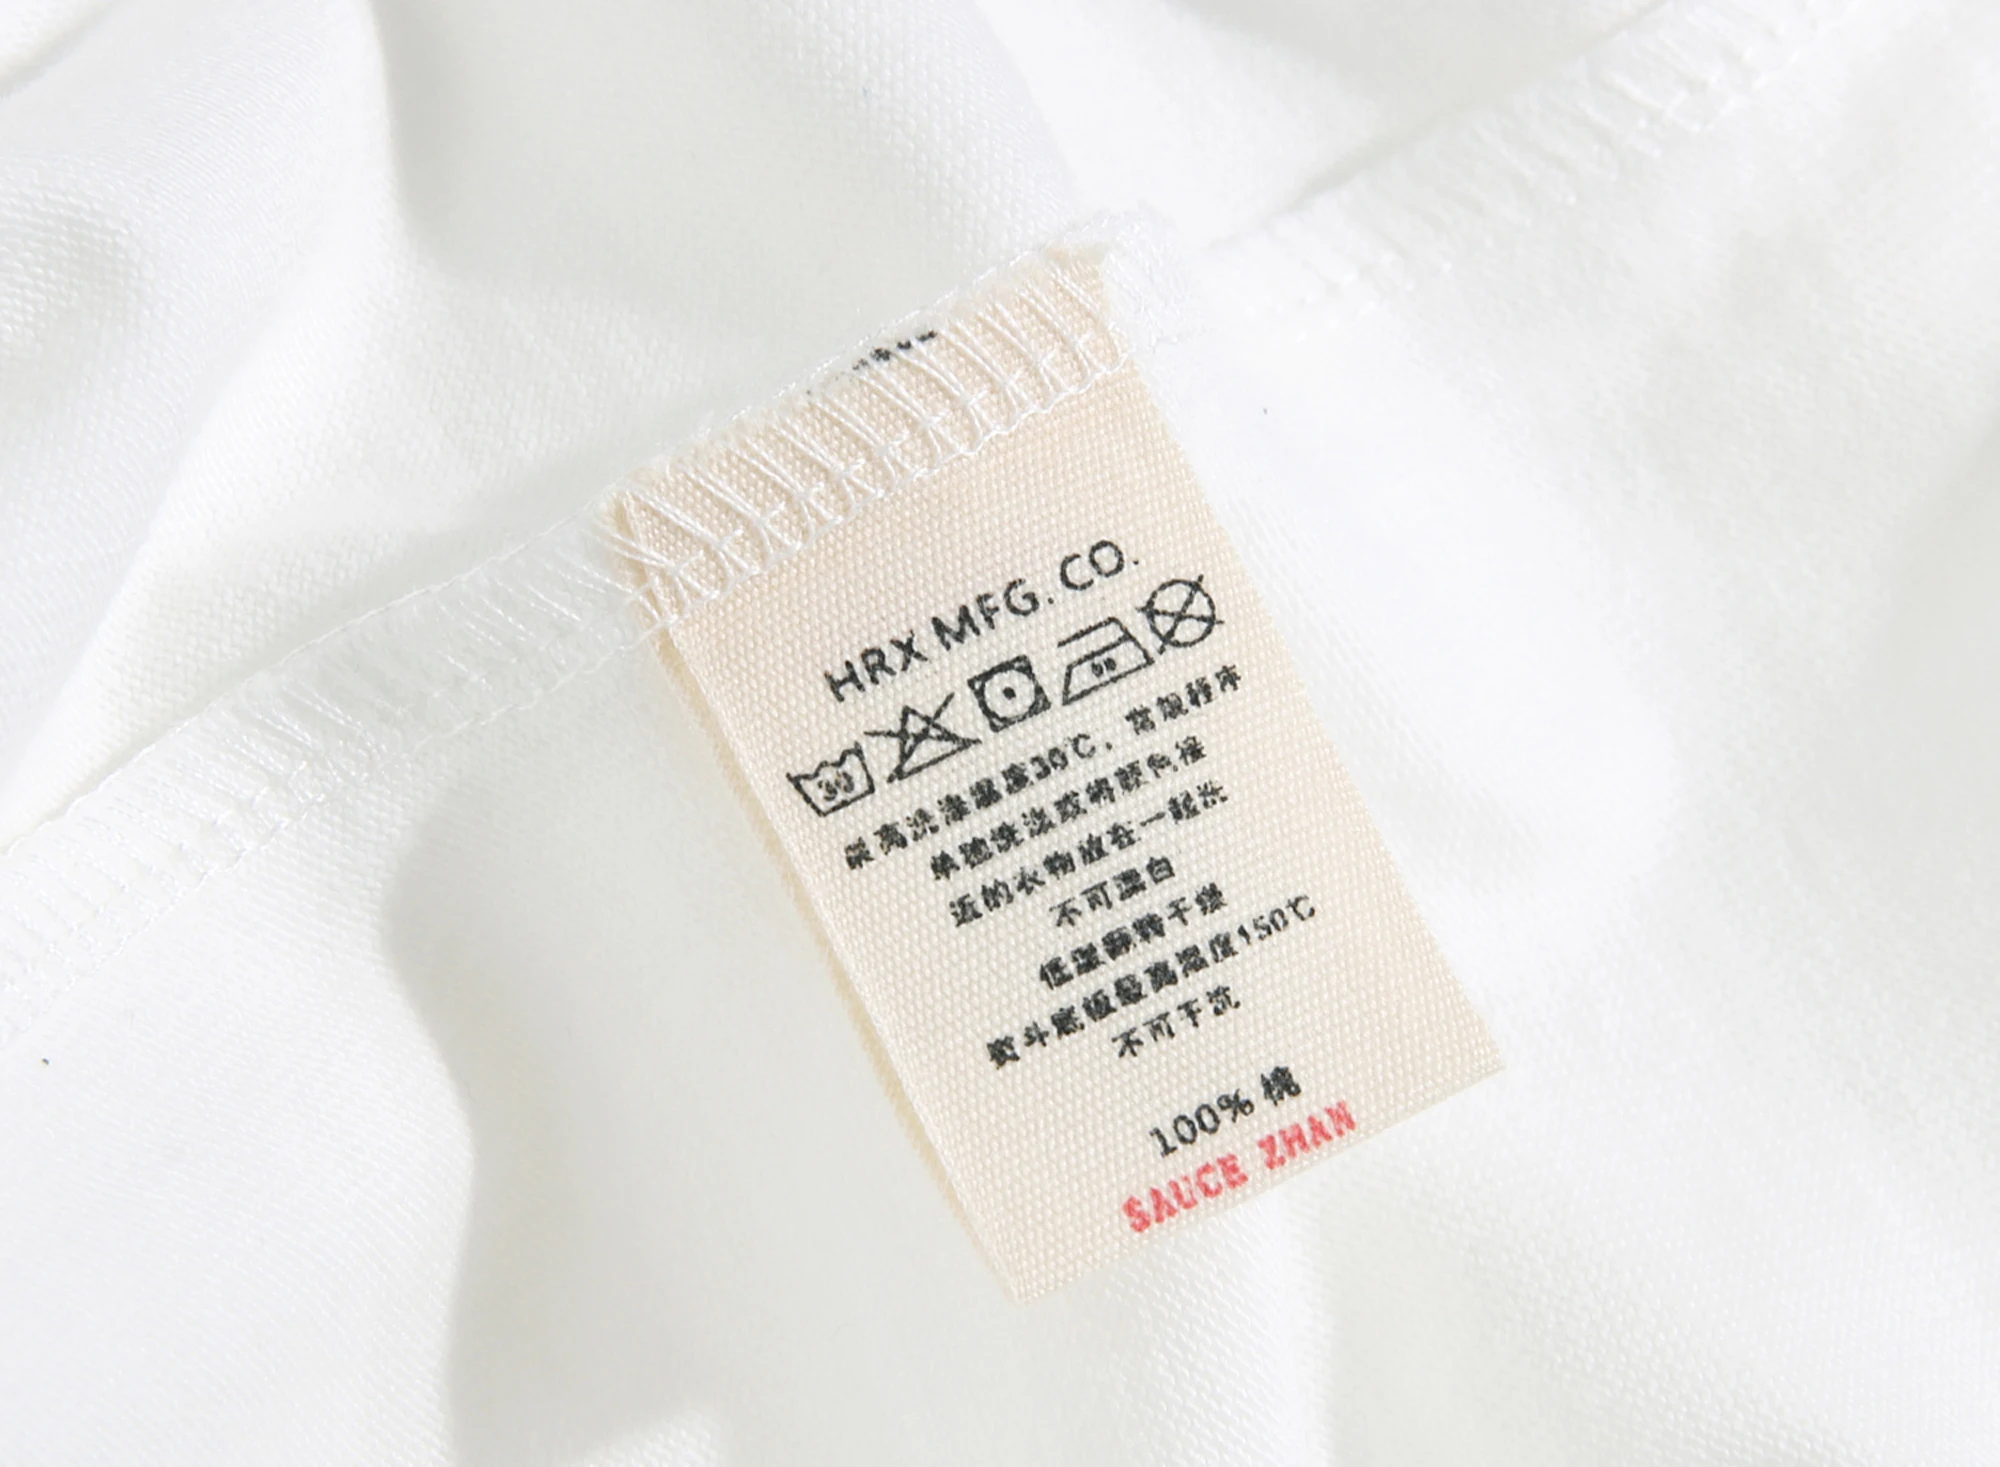 HRX MFG. CO.
30
最高洗涤温度30℃，常规程序
单独洗涤或将颜色接
近的衣物放在一起洗
不可漂白
低温翻转干燥
熨斗底板最高温度150℃
不可干洗
100% 棉
SAUCE ZHAN